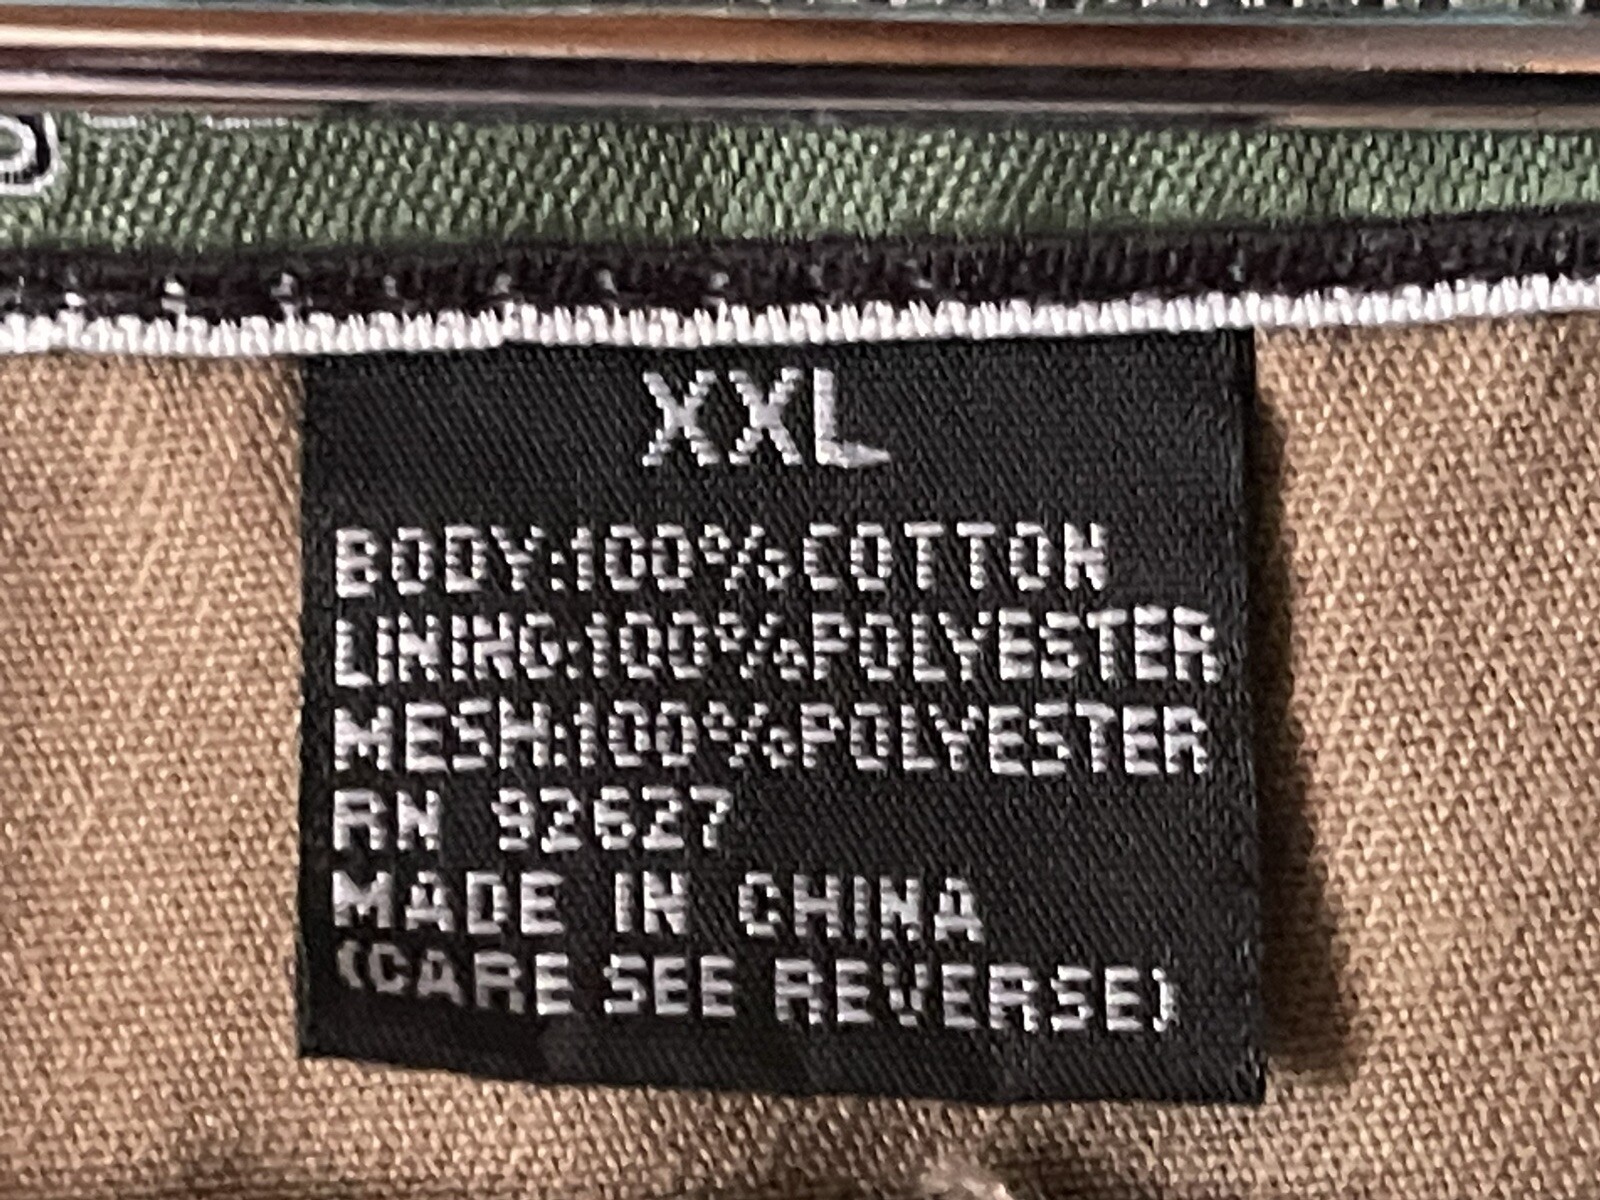 XXL
BODY:100%COTTON
LINING:100%POLYESTER
MESH:100%POLYESTER
RN 92627
MADE IN CHINA
(CARE SEE REVERSE)